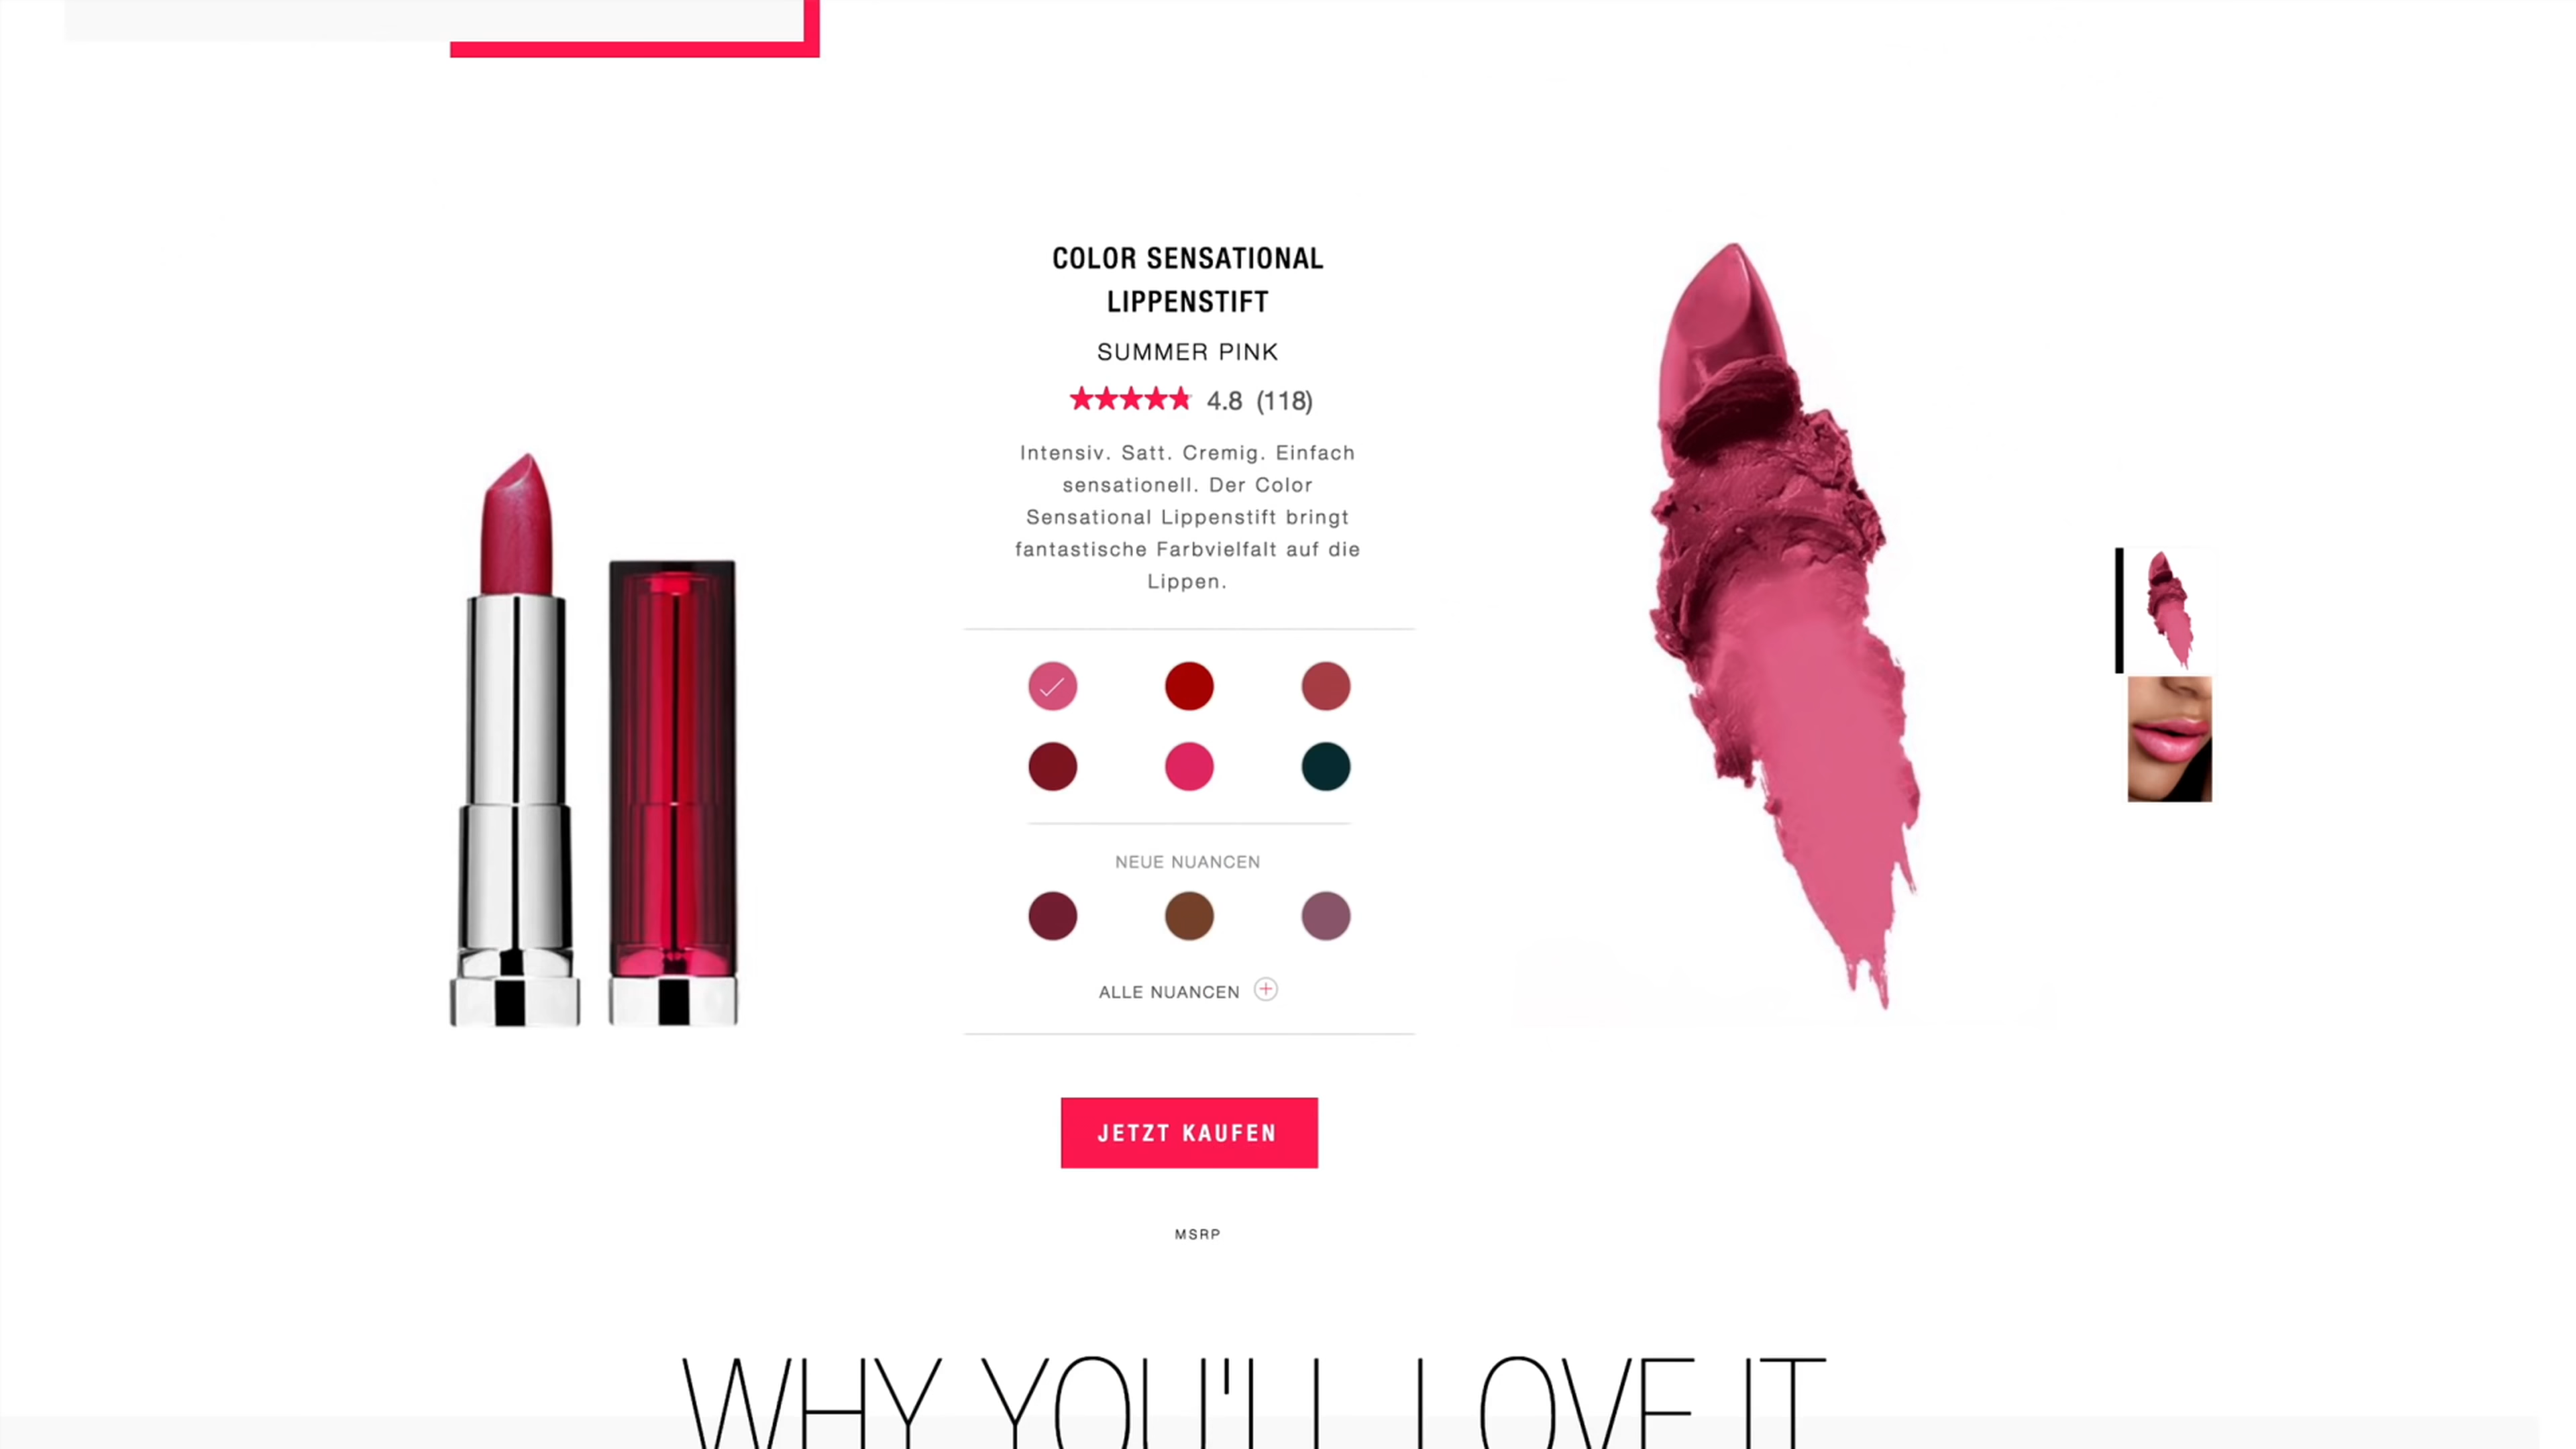 COLOR SENSATIONAL
LIPPENSTIFT
SUMMER PINK
4.8 (118)
Intensiv. Satt. Cremig. Einfach
sensationell. Der Color
Sensational Lippenstift bringt
fantastische Farbvielfalt auf die
Lippen.
NEUE NUANCEN
ALLE NUANCEN
JETZT KAUFEN
MSRP
WHY YOU'LL LOVE IT